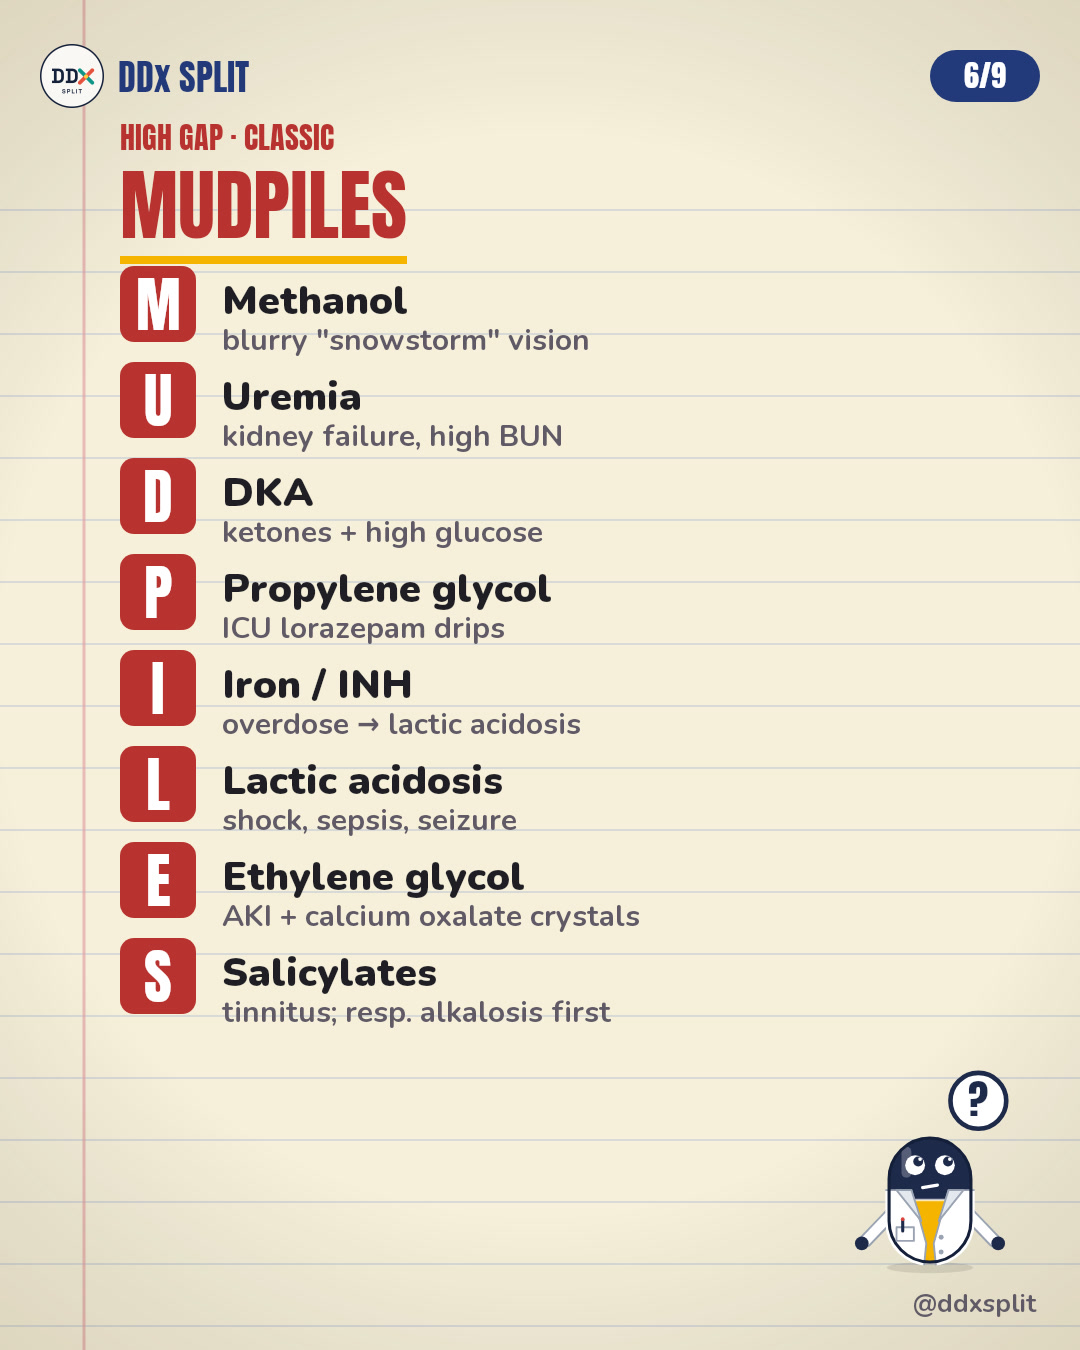 DDX
SPLIT
DDx SPLIT
6/9
HIGH GAP · CLASSIC
MUDPILES
M
Methanol
blurry "snowstorm" vision
U
Uremia
kidney failure, high BUN
D
DKA
ketones + high glucose
P
Propylene glycol
ICU lorazepam drips
I
Iron / INH
overdose → lactic acidosis
L
Lactic acidosis
shock, sepsis, seizure
E
Ethylene glycol
AKI + calcium oxalate crystals
S
Salicylates
tinnitus; resp. alkalosis first
?
@ddxsplit